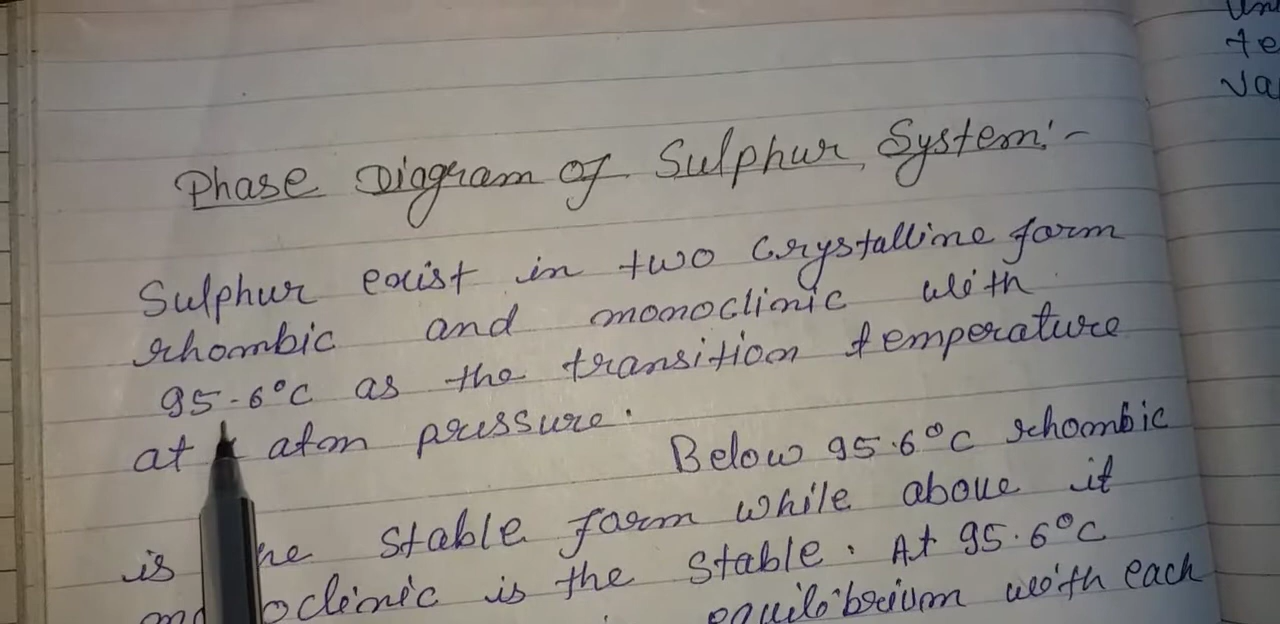 Phase Diagram of Sulphur System:-
Sulphur exist in two Crystalline form
rhombic and monoclinic with
95.6°C as the transition temperature
at atm pressure.
Below 95.6°C rhombic
is stable form while above it
is the stable. At 95.6°C
equilibrium with each
te